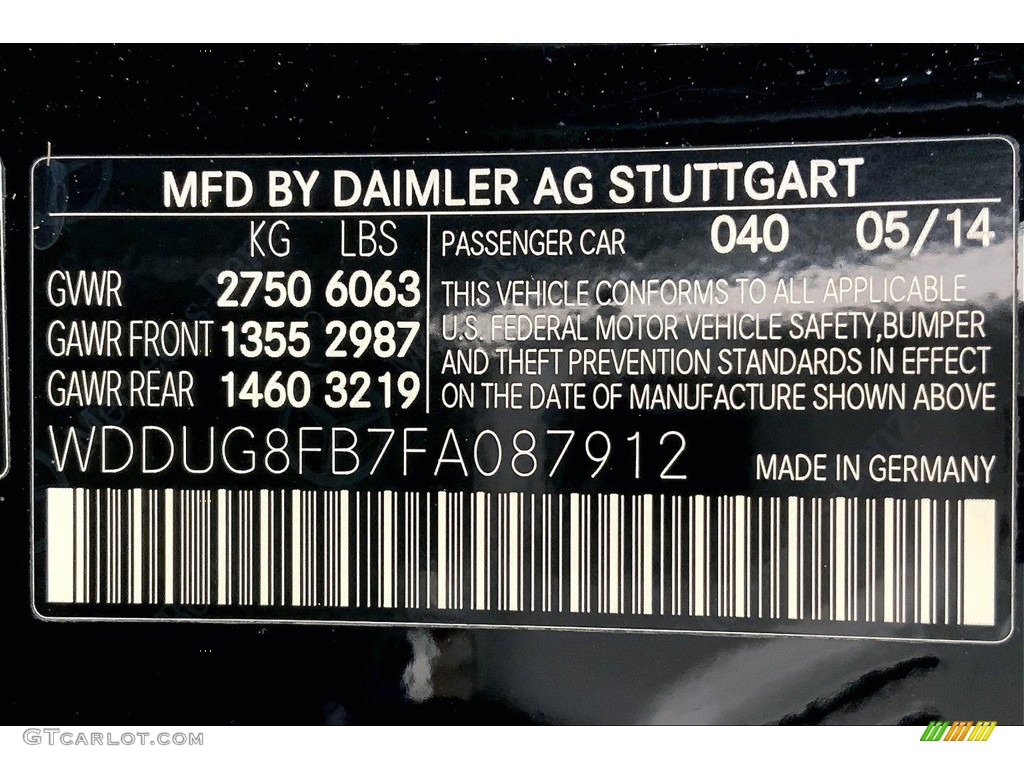 MFD BY DAIMLER AG STUTTGART
KG LBS
GVWR 2750 6063
GAWR FRONT 1355 2987
GAWR REAR 1460 3219
PASSENGER CAR 040 05/14
THIS VEHICLE CONFORMS TO ALL APPLICABLE
U.S. FEDERAL MOTOR VEHICLE SAFETY,BUMPER
AND THEFT PREVENTION STANDARDS IN EFFECT
ON THE DATE OF MANUFACTURE SHOWN ABOVE
WDDUG8FB7FA087912
MADE IN GERMANY
GTcarlot.com